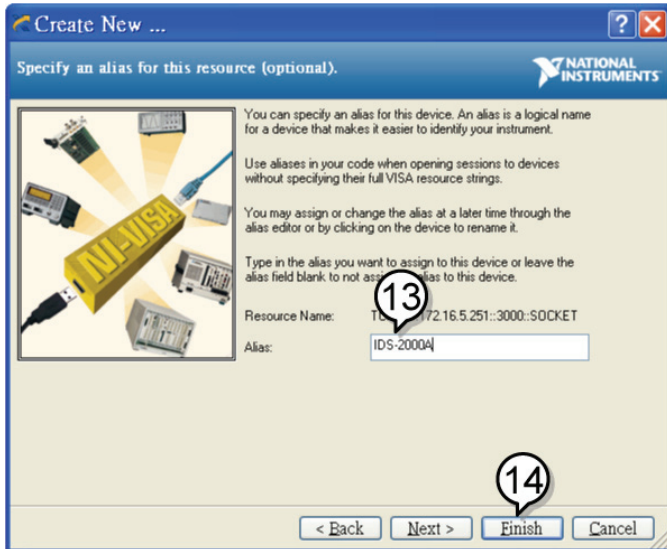 Create New ...
Specify an alias for this resource (optional).
NATIONAL
INSTRUMENTS
You can specify an alias for this device. An alias is a logical name
for a device that makes it easier to identify your instrument.
Use aliases in your code when opening sessions to devices
without specifying their full VISA resource strings.
You may assign or change the alias at a later time through the
alias editor or by clicking on the device to rename it.
Type in the alias you want to assign to this device or leave the
alias field blank to not alias to this device.
NI-VISA
13
Resource Name: 172.16.5.251::3000::SOCKET
Alias: IDS-2000A
14
< Back Next > Finish Cancel